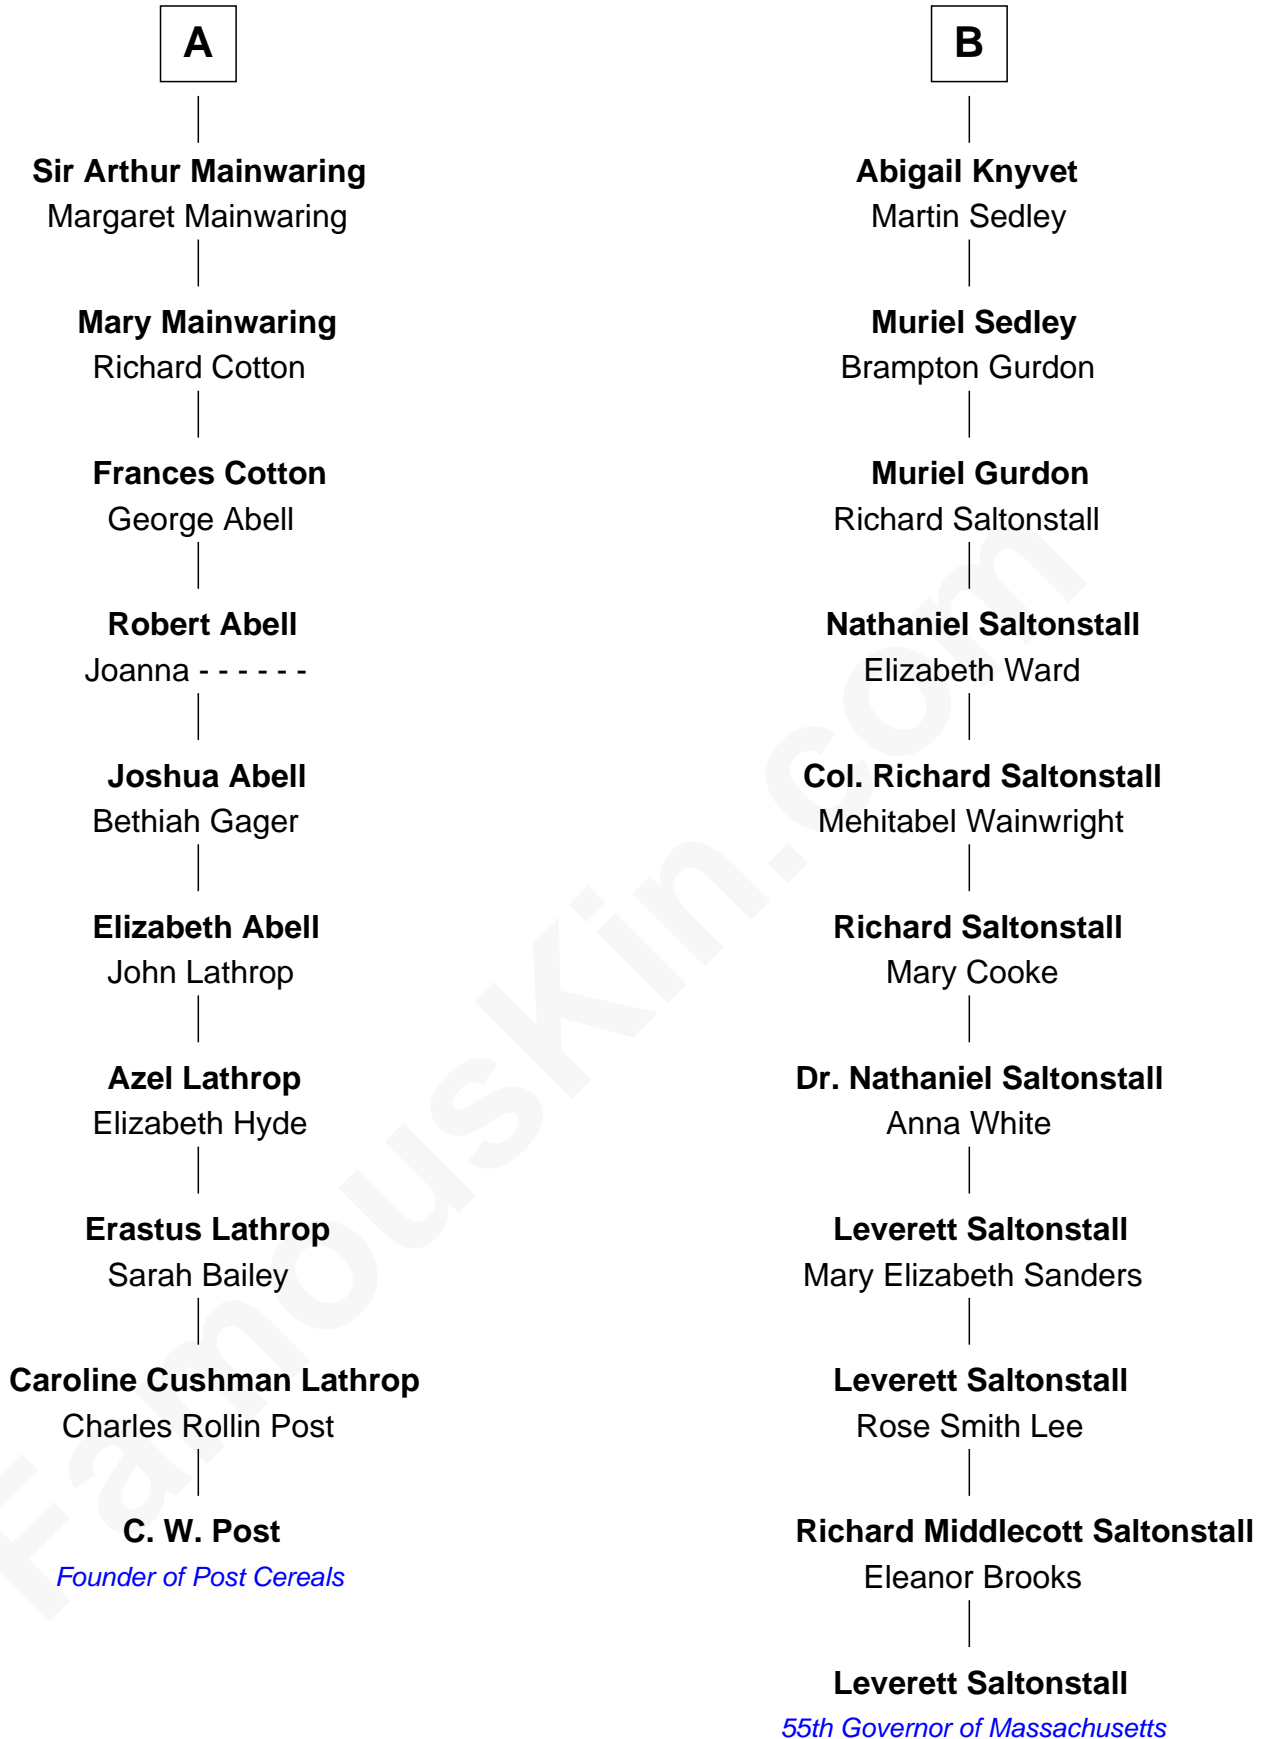 A
Sir Arthur Mainwaring
Margaret Mainwaring
Mary Mainwaring
Richard Cotton
Frances Cotton
George Abell
Robert Abell
Joanna - - - - - -
Joshua Abell
Bethiah Gager
Elizabeth Abell
John Lathrop
Azel Lathrop
Elizabeth Hyde
Erastus Lathrop
Sarah Bailey
Caroline Cushman Lathrop
Charles Rollin Post
C. W. Post
Founder of Post Cereals
B
Abigail Knyvet
Martin Sedley
Muriel Sedley
Brampton Gurdon
Muriel Gurdon
Richard Saltonstall
Nathaniel Saltonstall
Elizabeth Ward
Col. Richard Saltonstall
Mehitabel Wainwright
Richard Saltonstall
Mary Cooke
Dr. Nathaniel Saltonstall
Anna White
Leverett Saltonstall
Mary Elizabeth Sanders
Leverett Saltonstall
Rose Smith Lee
Richard Middlecott Saltonstall
Eleanor Brooks
Leverett Saltonstall
55th Governor of Massachusetts
FamousKin.com